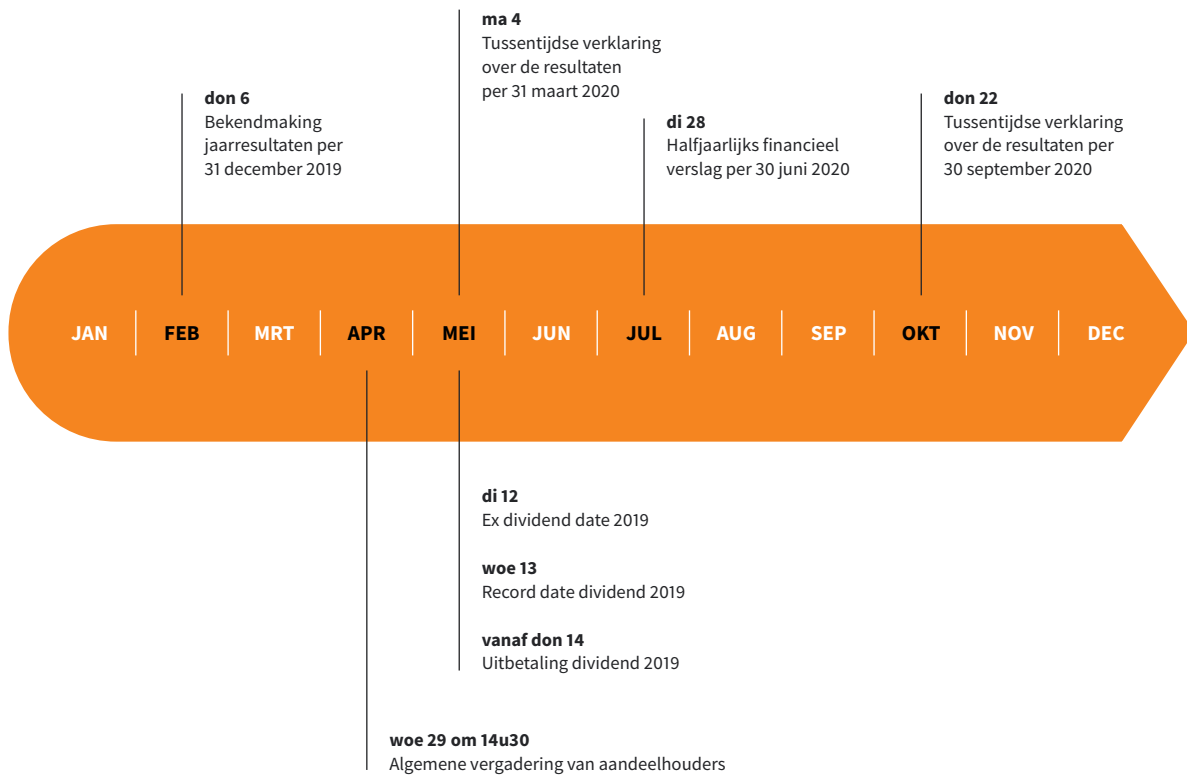 ma 4
Tussentijdse verklaring
over de resultaten
per 31 maart 2020
don 6
Bekendmaking
jaarresultaten per
31 december 2019
di 28
Halfjaarlijks financieel
verslag per 30 juni 2020
don 22
Tussentijdse verklaring
over de resultaten per
30 september 2020
JAN FEB MRT APR MEI JUN JUL AUG SEP OKT NOV DEC
di 12
Ex dividend date 2019
woe 13
Record date dividend 2019
vanaf don 14
Uitbetaling dividend 2019
woe 29 om 14u30
Algemene vergadering van aandeelhouders